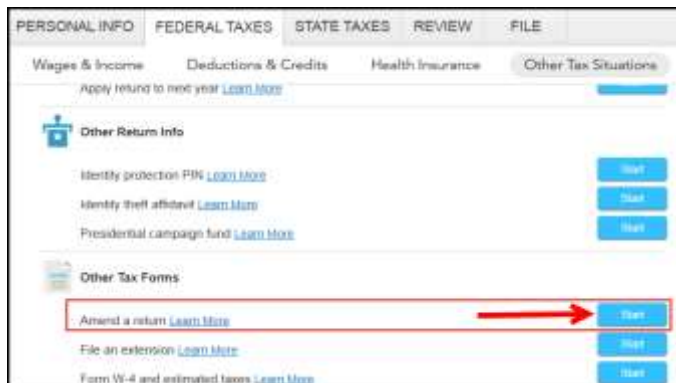 PERSONAL INFO FEDERAL TAXES STATE TAXES REVIEW FILE
Wages & Income Deductions & Credits Health Insurance Other Tax Situations
Apply refund to next year Learn More
Other Return Info
Identity protection PIN Learn More Start
Identity theft affidavit Learn More Start
Presidential campaign fund Learn More Start
Other Tax Forms
Amend a return Learn More Start
File an extension Learn More Start
Form W-4 and estimated taxes Learn More